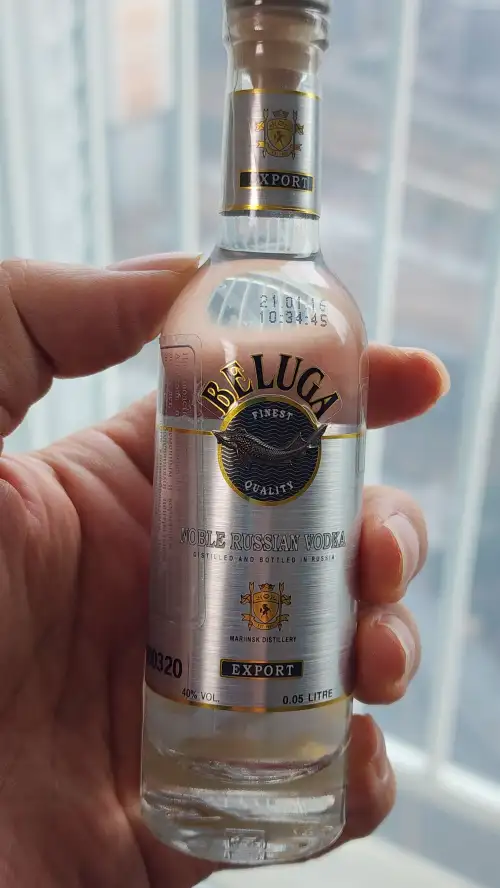 EXPORT
21.01.16
10:34:45
BELUGA
FINEST
QUALITY
NOBLE RUSSIAN VODKA
DISTILLED AND BOTTLED IN RUSSIA
MARIINSK DISTILLERY
0320
EXPORT
40% VOL.
0.05 LITRE